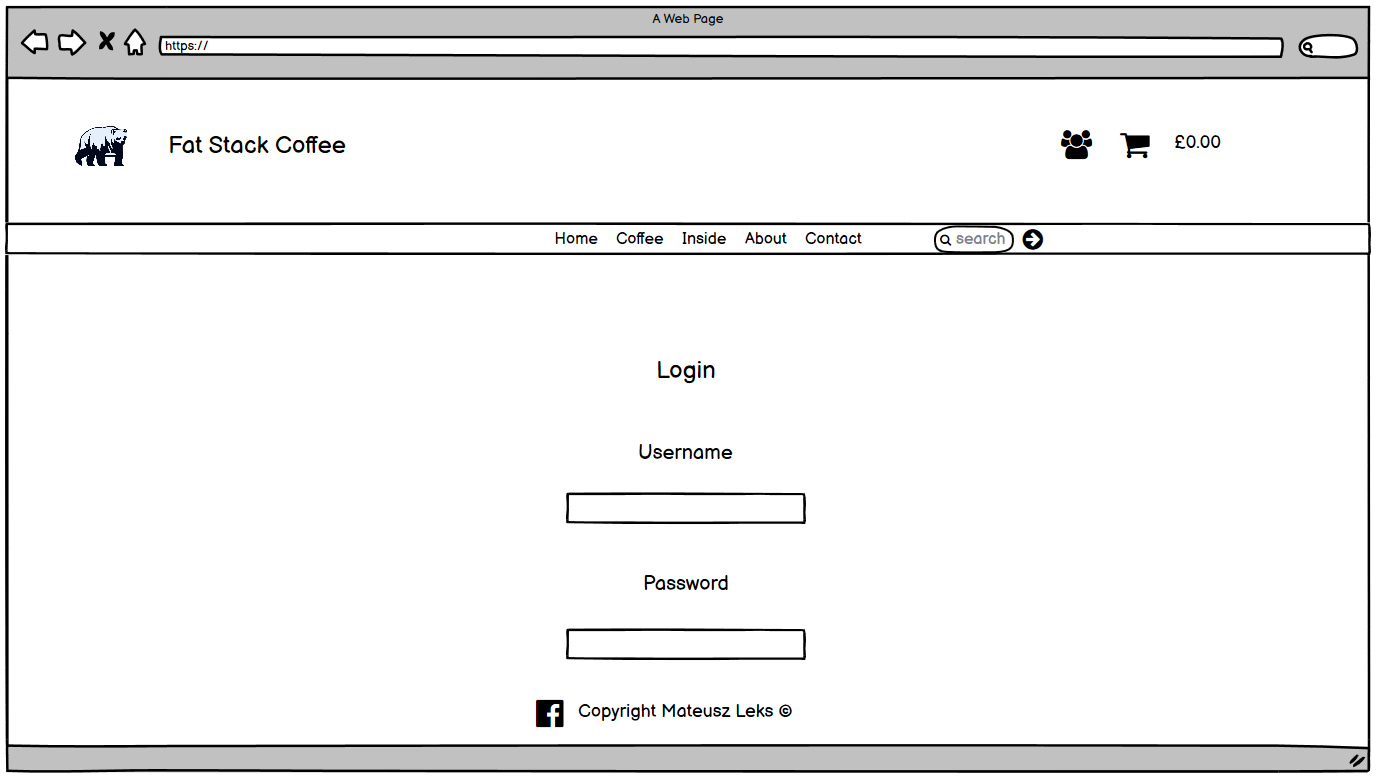 A Web Page
https://
Fat Stack Coffee
£0.00
Home Coffee Inside About Contact search
Login
Username
Password
Copyright Mateusz Leks ©